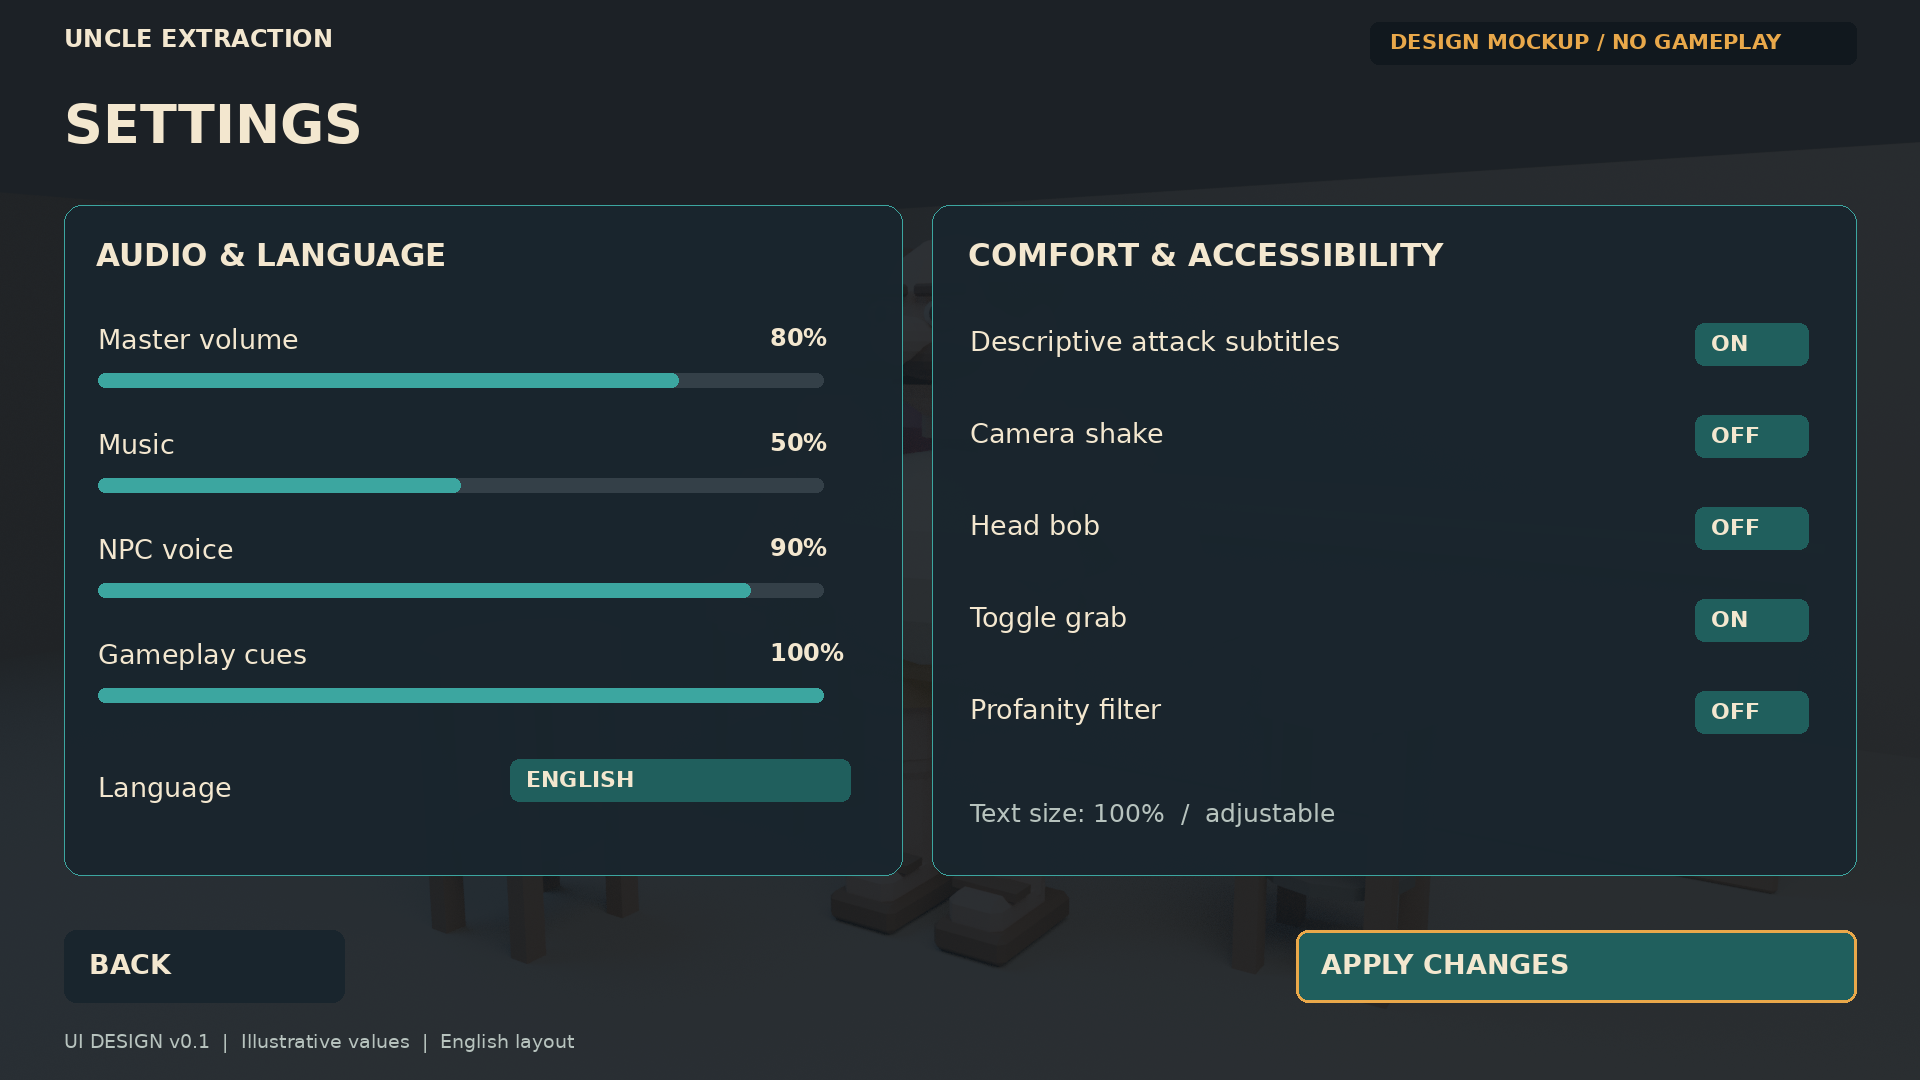 UNCLE EXTRACTION
DESIGN MOCKUP / NO GAMEPLAY
SETTINGS
AUDIO & LANGUAGE
Master volume 80%
Music 50%
NPC voice 90%
Gameplay cues 100%
Language ENGLISH
COMFORT & ACCESSIBILITY
Descriptive attack subtitles ON
Camera shake OFF
Head bob OFF
Toggle grab ON
Profanity filter OFF
Text size: 100% / adjustable
BACK
APPLY CHANGES
UI DESIGN v0.1 | Illustrative values | English layout